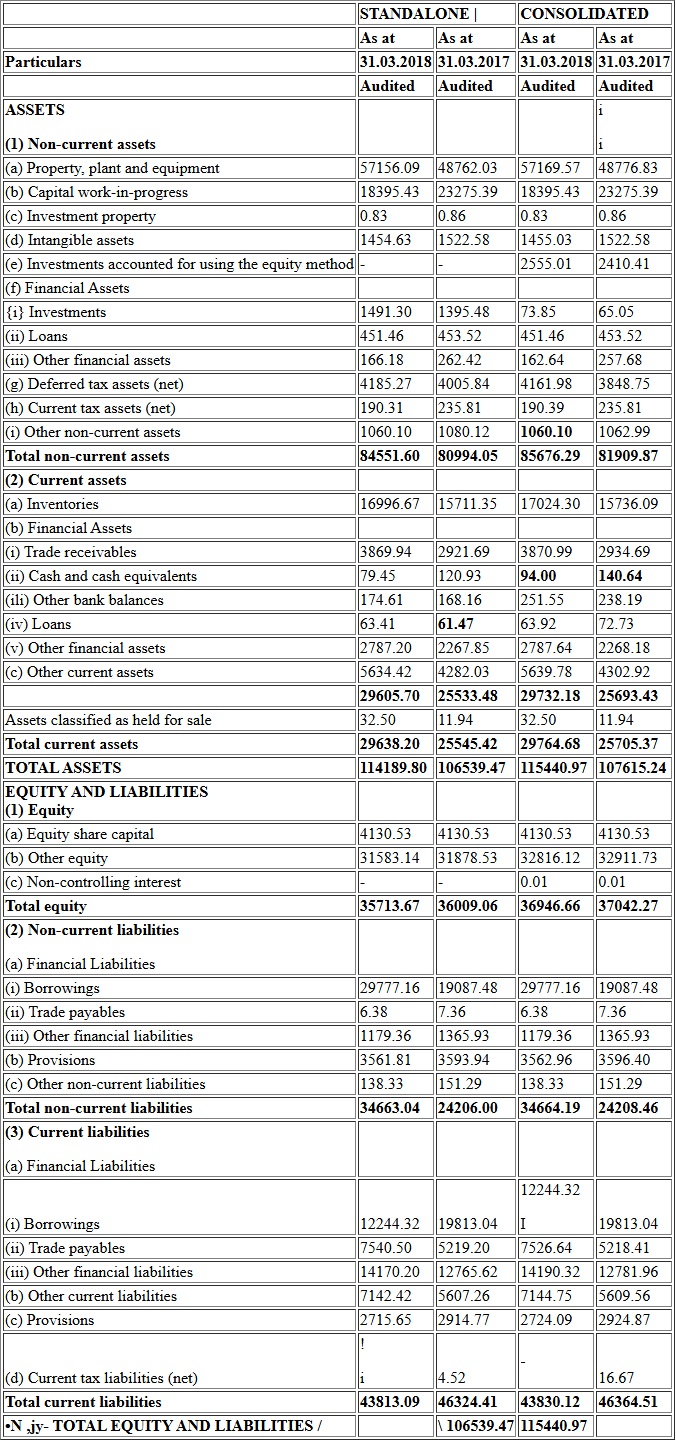 STANDALONE | CONSOLIDATED
As at As at As at As at
Particulars 31.03.2018 31.03.2017 31.03.2018 31.03.2017
Audited Audited Audited Audited
ASSETS i
(1) Non-current assets i
(a) Property, plant and equipment 57156.09 48762.03 57169.57 48776.83
(b) Capital work-in-progress 18395.43 23275.39 18395.43 23275.39
(c) Investment property 0.83 0.86 0.83 0.86
(d) Intangible assets 1454.63 1522.58 1455.03 1522.58
(e) Investments accounted for using the equity method - - 2555.01 2410.41
(f) Financial Assets
{i} Investments 1491.30 1395.48 73.85 65.05
(ii) Loans 451.46 453.52 451.46 453.52
(iii) Other financial assets 166.18 262.42 162.64 257.68
(g) Deferred tax assets (net) 4185.27 4005.84 4161.98 3848.75
(h) Current tax assets (net) 190.31 235.81 190.39 235.81
(i) Other non-current assets 1060.10 1080.12 1060.10 1062.99
Total non-current assets 84551.60 80994.05 85676.29 81909.87
(2) Current assets
(a) Inventories 16996.67 15711.35 17024.30 15736.09
(b) Financial Assets
(i) Trade receivables 3869.94 2921.69 3870.99 2934.69
(ii) Cash and cash equivalents 79.45 120.93 94.00 140.64
(ili) Other bank balances 174.61 168.16 251.55 238.19
(iv) Loans 63.41 61.47 63.92 72.73
(v) Other financial assets 2787.20 2267.85 2787.64 2268.18
(c) Other current assets 5634.42 4282.03 5639.78 4302.92
29605.70 25533.48 29732.18 25693.43
Assets classified as held for sale 32.50 11.94 32.50 11.94
Total current assets 29638.20 25545.42 29764.68 25705.37
TOTAL ASSETS 114189.80 106539.47 115440.97 107615.24
EQUITY AND LIABILITIES
(1) Equity
(a) Equity share capital 4130.53 4130.53 4130.53 4130.53
(b) Other equity 31583.14 31878.53 32816.12 32911.73
(c) Non-controlling interest - - 0.01 0.01
Total equity 35713.67 36009.06 36946.66 37042.27
(2) Non-current liabilities
(a) Financial Liabilities
(i) Borrowings 29777.16 19087.48 29777.16 19087.48
(ii) Trade payables 6.38 7.36 6.38 7.36
(iii) Other financial liabilities 1179.36 1365.93 1179.36 1365.93
(b) Provisions 3561.81 3593.94 3562.96 3596.40
(c) Other non-current liabilities 138.33 151.29 138.33 151.29
Total non-current liabilities 34663.04 24206.00 34664.19 24208.46
(3) Current liabilities
(a) Financial Liabilities
12244.32
(i) Borrowings 12244.32 19813.04 I 19813.04
(ii) Trade payables 7540.50 5219.20 7526.64 5218.41
(iii) Other financial liabilities 14170.20 12765.62 14190.32 12781.96
(b) Other current liabilities 7142.42 5607.26 7144.75 5609.56
(c) Provisions 2715.65 2914.77 2724.09 2924.87
! -
(d) Current tax liabilities (net) i 4.52 16.67
Total current liabilities 43813.09 46324.41 43830.12 46364.51
•N ,jy- TOTAL EQUITY AND LIABILITIES / \ 106539.47 115440.97